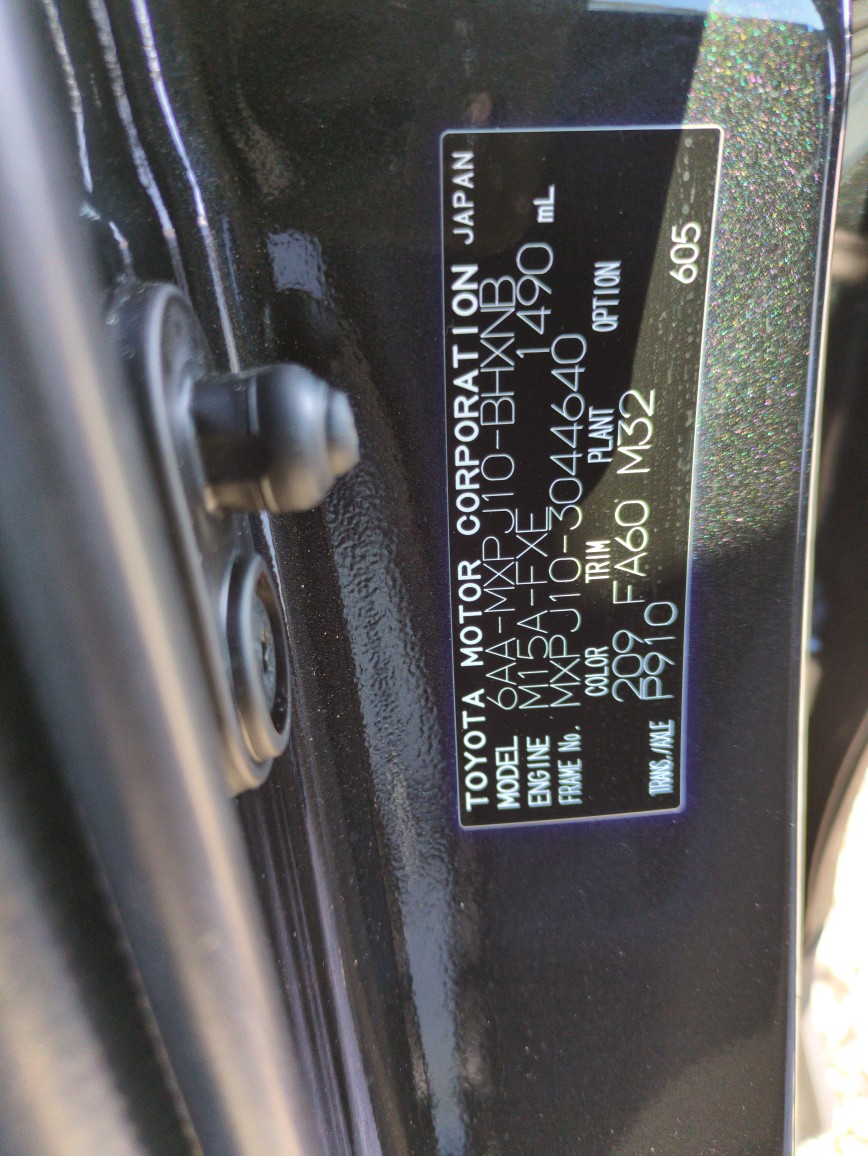 TOYOTA MOTOR CORPORATION JAPAN
MODEL 6AA-MXPJ10-BHXNB
ENGINE M15A-FXE 1490 mL
FRAME No. MXPJ10-3044640
COLOR TRIM PLANT OPTION
209 FA60 M32
TRANS./AXLE P910 605